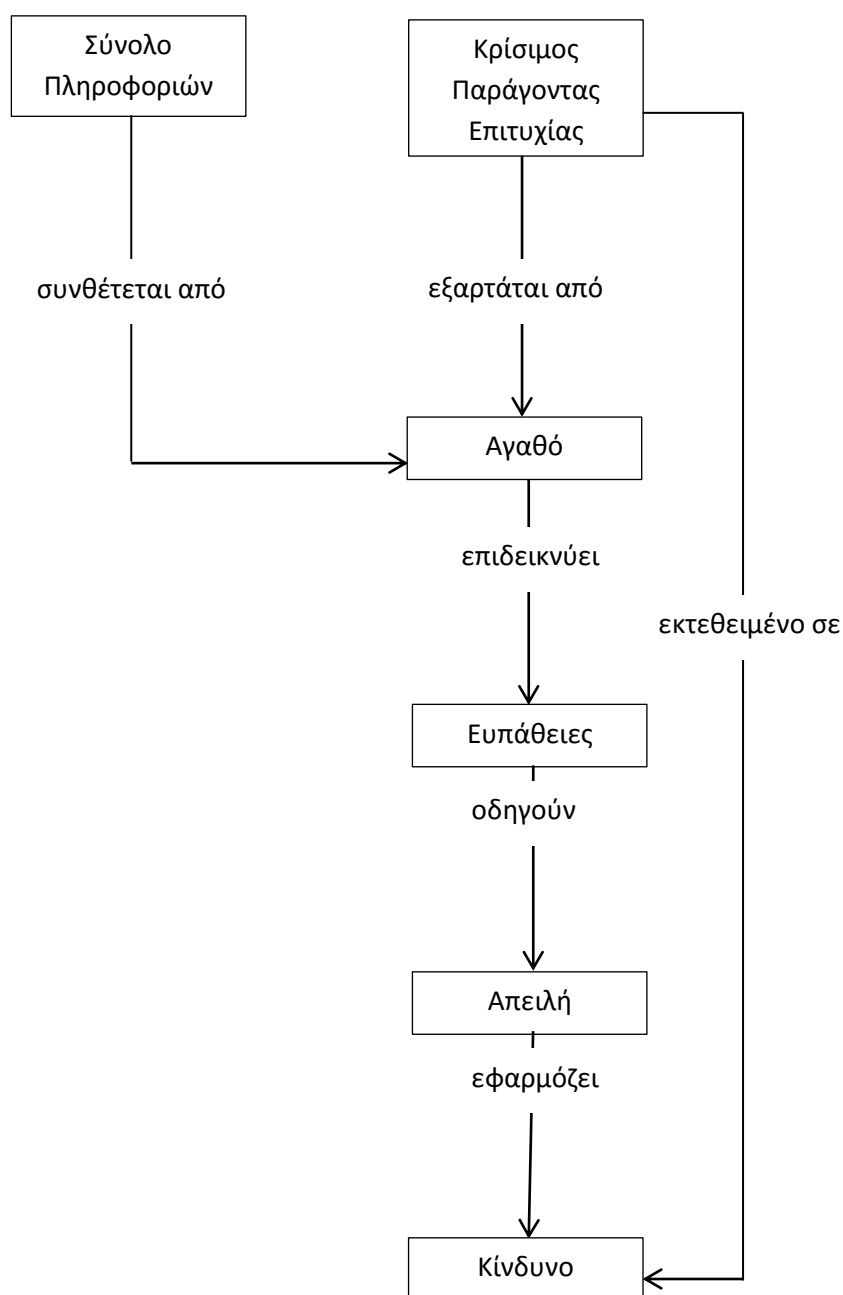 Σύνολο
Πληροφοριών
Κρίσιμος
Παράγοντας
Επιτυχίας
συνθέτεται από
εξαρτάται από
Αγαθό
επιδεικνύει
εκτεθειμένο σε
Ευπάθειες
οδηγούν
Απειλή
εφαρμόζει
Κίνδυνο